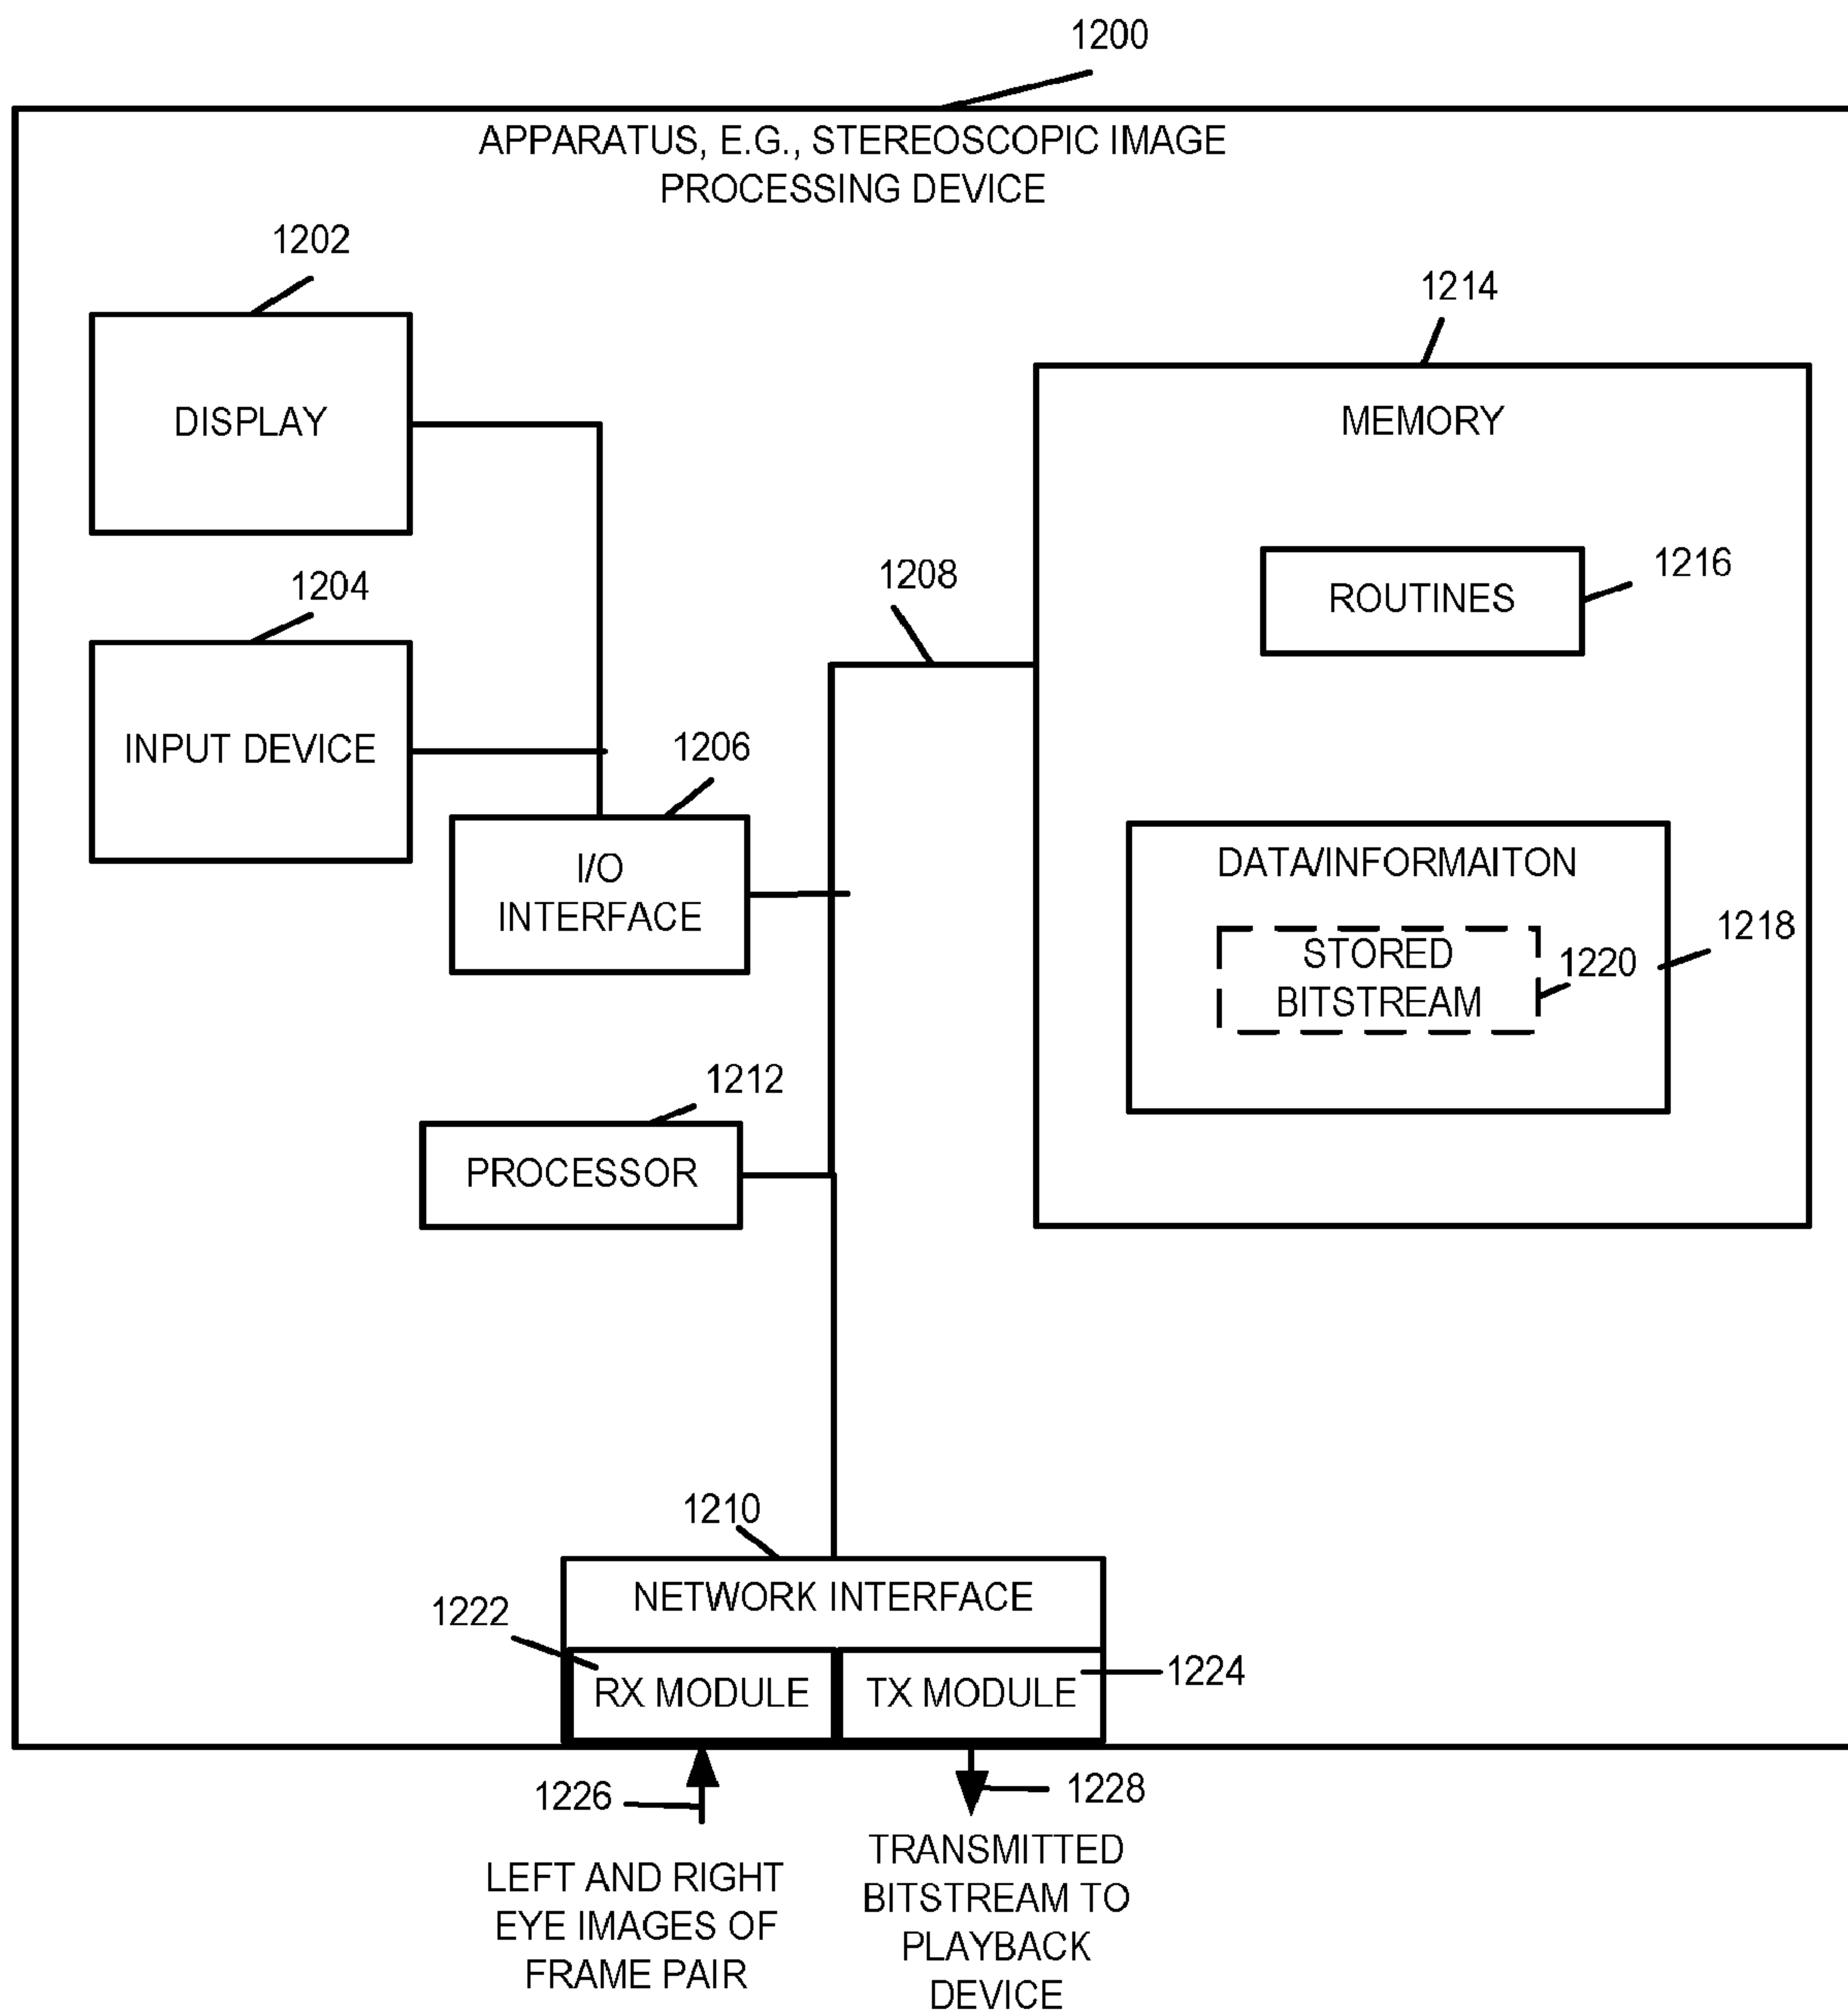 1200
APPARATUS, E.G., STEREOSCOPIC IMAGE
PROCESSING DEVICE
1202
DISPLAY
1204
INPUT DEVICE
1206
I/O
INTERFACE
1208
1214
MEMORY
ROUTINES
1216
DATA/INFORMAITON
1218
STORED
BITSTREAM
1220
1212
PROCESSOR
1210
NETWORK INTERFACE
1222
RX MODULE
TX MODULE
1224
1226
1228
LEFT AND RIGHT
EYE IMAGES OF
FRAME PAIR
TRANSMITTED
BITSTREAM TO
PLAYBACK
DEVICE